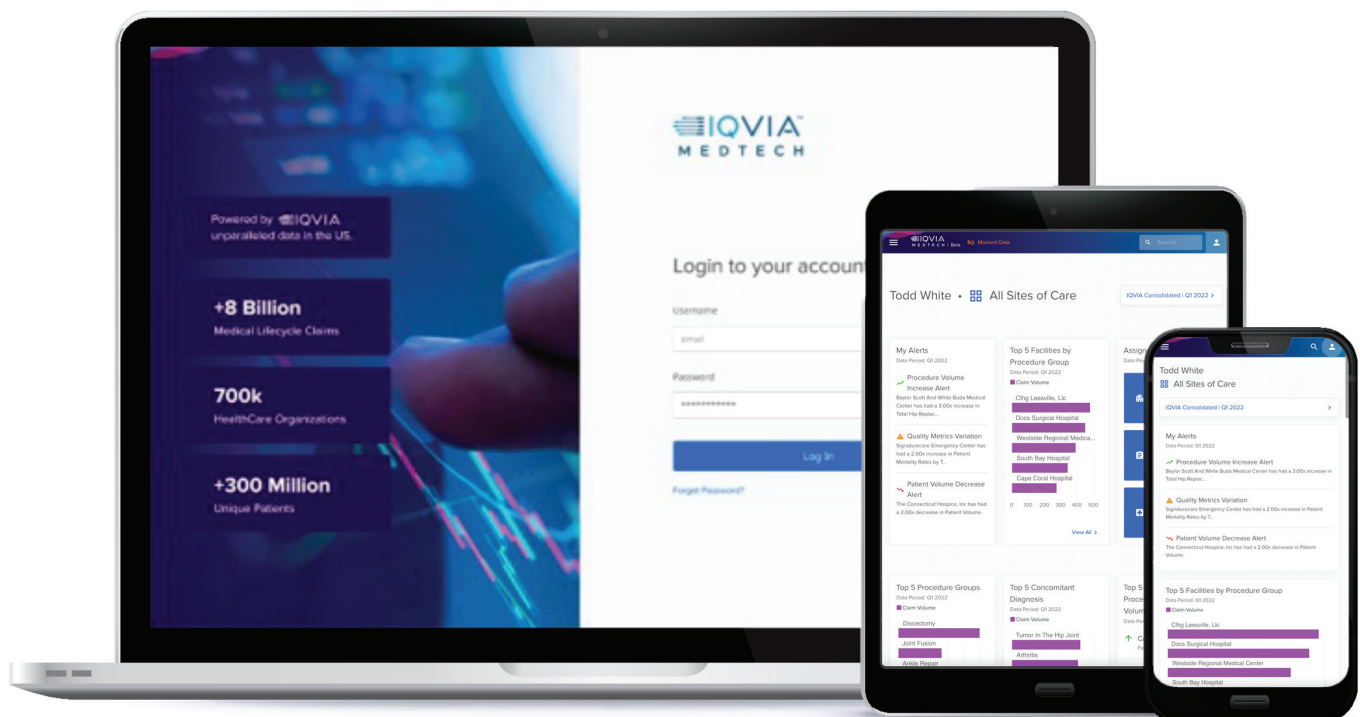 IQVIA™
MEDTECH
Powered by IQVIA
unparalleled data in the US.
+8 Billion
Medical Lifecycle Claims
700k
HealthCare Organizations
+300 Million
Unique Patients
Login to your account
Username
email
Password
***********
Log In
Forgot Password?
IQVIA
MEDTECH | Beta
Masked Data
Search
Todd White • All Sites of Care
IQVIA Consolidated | Q1 2022 >
My Alerts
Data Period: Q1 2022
Procedure Volume
Increase Alert
Baylor Scott And White Buda Medical
Center has had a 3.00x increase in
Total Hip Replac...
Quality Metrics Variation
Signaturecare Emergency Center has
had a 2.00x increase in Patient
Mortality Rates by T...
Patient Volume Decrease
Alert
The Connecticut Hospice, Inc has had
a 2.00x decrease in Patient Volume
Top 5 Facilities by
Procedure Group
Data Period: Q1 2022
Claim Volume
Clhg Leesville, Llc
Docs Surgical Hospital
Westside Regional Medica...
South Bay Hospital
Cape Coral Hospital
0 100 200 300 400 500
View All >
Assign
Data Pe
Top 5 Procedure Groups
Data Period: Q1 2022
Claim Volume
Discectomy
Joint Fusion
Ankle Repair
Top 5 Concomitant
Diagnosis
Data Period: Q1 2022
Claim Volume
Tumor In The Hip Joint
Arthritis
Top 5
Proce
Volum
Data Pe
Todd White
All Sites of Care
IQVIA Consolidated | Q1 2022 >
My Alerts
Data Period: Q1 2022
Procedure Volume Increase Alert
Baylor Scott And White Buda Medical Center has had a 3.00x increase in
Total Hip Replac...
Quality Metrics Variation
Signaturecare Emergency Center has had a 2.00x increase in Patient
Mortality Rates by T...
Patient Volume Decrease Alert
The Connecticut Hospice, Inc has had a 2.00x decrease in Patient
Volume
Top 5 Facilities by Procedure Group
Data Period: Q1 2022
Claim Volume
Clhg Leesville, Llc
Docs Surgical Hospital
Westside Regional Medical Center
South Bay Hospital